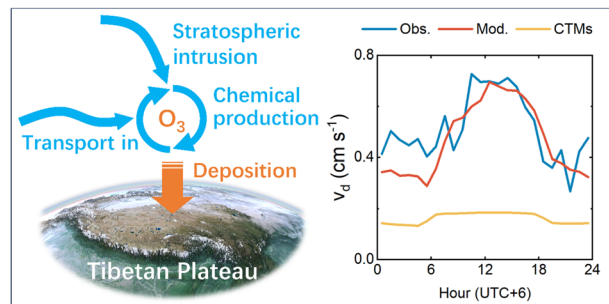 Stratospheric
intrusion
O₃
Chemical
production
Transport in
Deposition
Tibetan Plateau
Obs. Mod. CTMs
0.8
0.4
0.0
v_d (cm s⁻¹)
0 6 12 18 24
Hour (UTC+6)